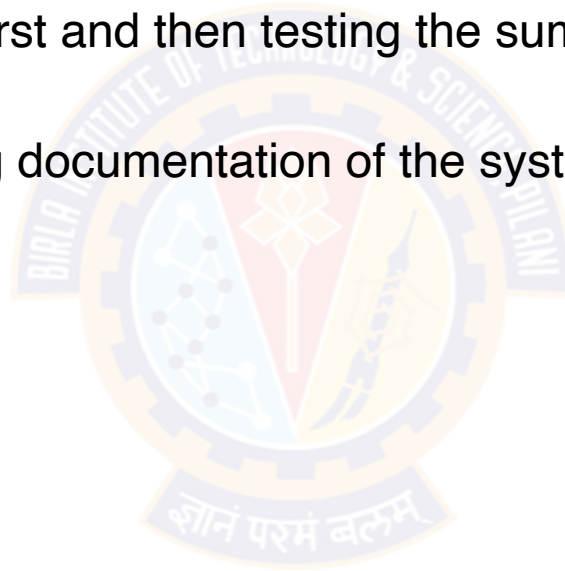 rst and then testing the sum
g documentation of the syst
BIRLA INSTITUTE OF TECHNOLOGY & SCIENCE PILANI
ज्ञानं परमं बलम्